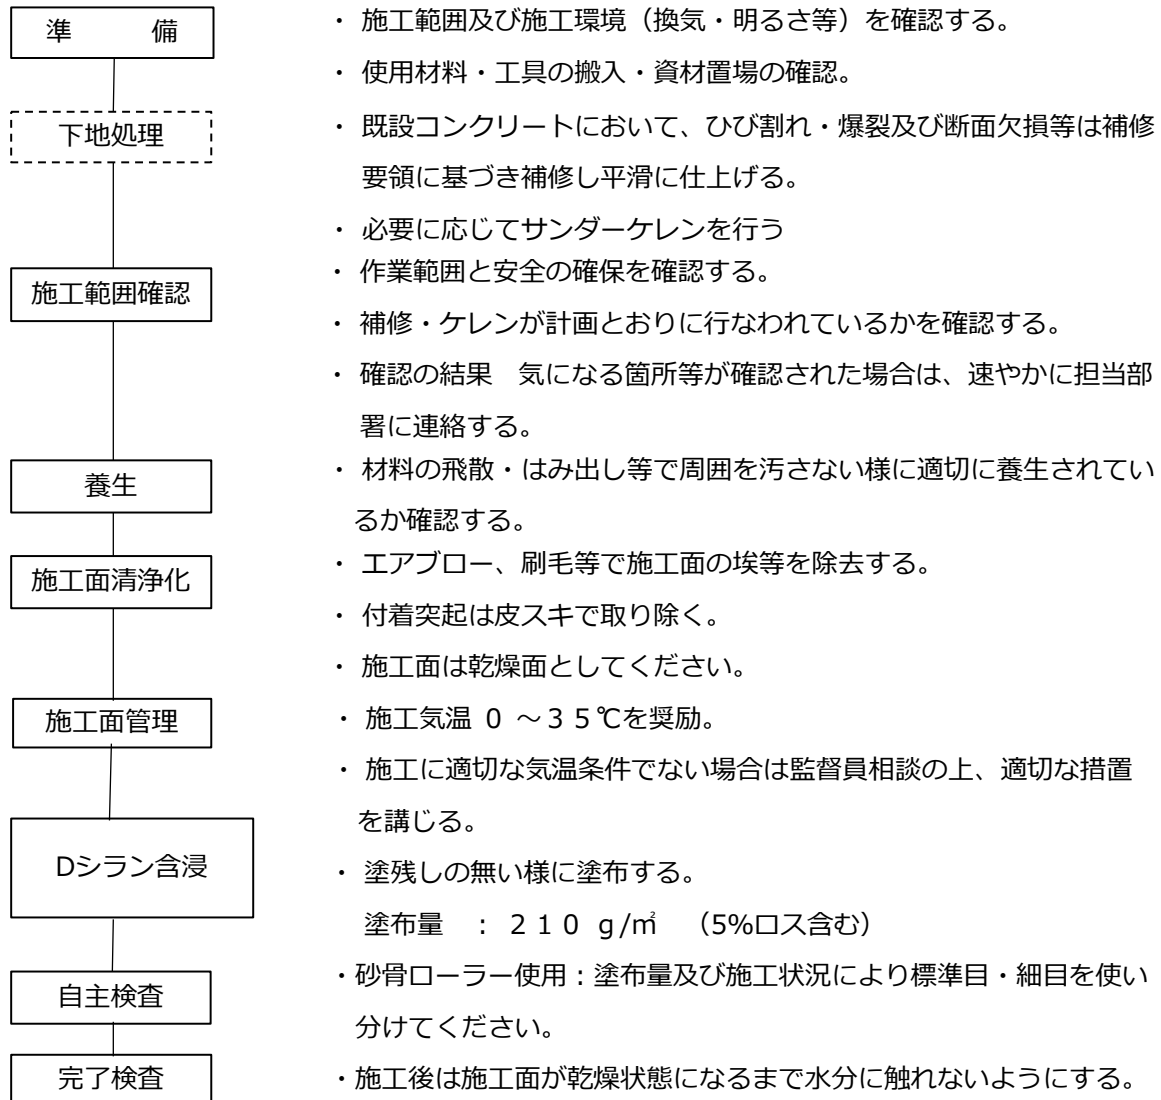 準　　備
・ 施工範囲及び施工環境（換気・明るさ等）を確認する。
・ 使用材料・工具の搬入・資材置場の確認。
下地処理
・ 既設コンクリートにおいて、ひび割れ・爆裂及び断面欠損等は補修
要領に基づき補修し平滑に仕上げる。
・ 必要に応じてサンダーケレンを行う
施工範囲確認
・ 作業範囲と安全の確保を確認する。
・ 補修・ケレンが計画とおりに行なわれているかを確認する。
・ 確認の結果　気になる箇所等が確認された場合は、速やかに担当部
署に連絡する。
養生
・ 材料の飛散・はみ出し等で周囲を汚さない様に適切に養生されてい
るか確認する。
施工面清浄化
・ エアブロー、刷毛等で施工面の埃等を除去する。
・ 付着突起は皮スキで取り除く。
・ 施工面は乾燥面としてください。
施工面管理
・ 施工気温 ０ ～３５℃を奨励。
・ 施工に適切な気温条件でない場合は監督員相談の上、適切な措置
を講じる。
Dシラン含浸
・ 塗残しの無い様に塗布する。
塗布量　：２１０ g/㎡　（5%ロス含む）
自主検査
・砂骨ローラー使用：塗布量及び施工状況により標準目・細目を使い
分けてください。
完了検査
・施工後は施工面が乾燥状態になるまで水分に触れないようにする。